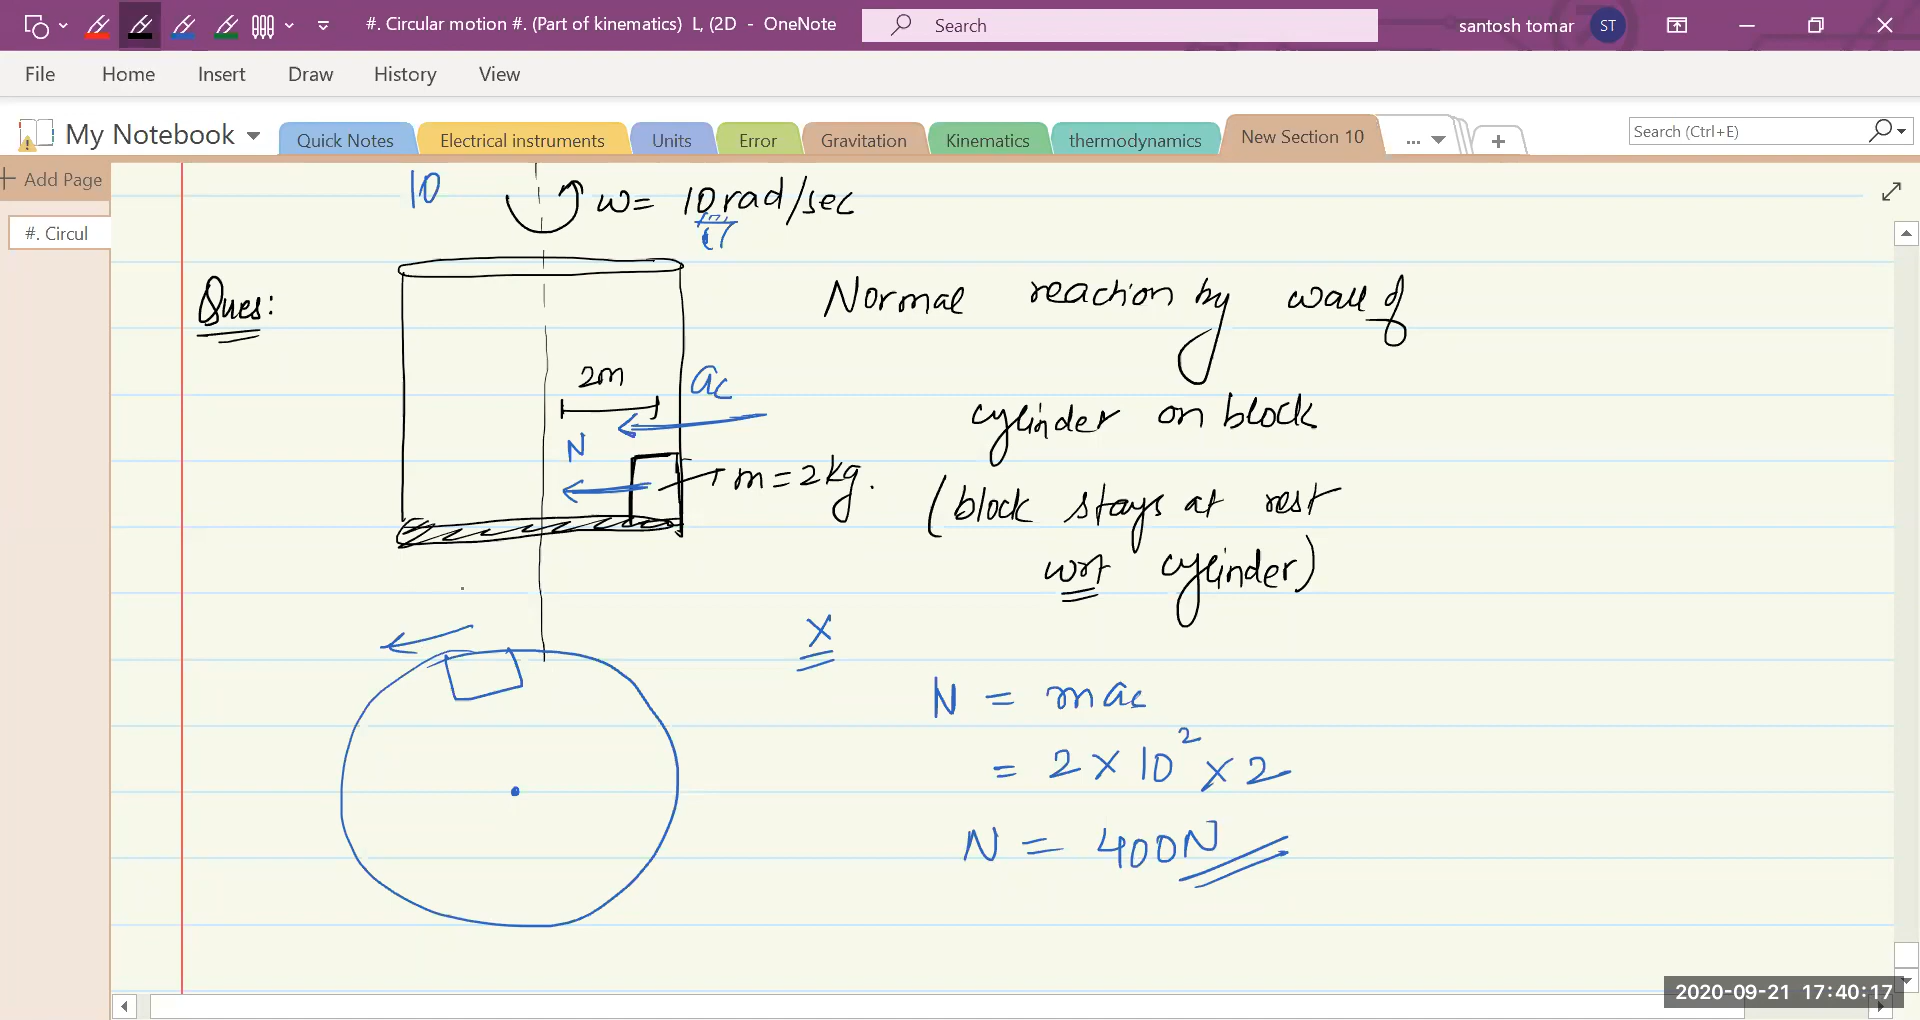 #. Circular motion #. (Part of kinematics) L, (2D - OneNote
Search
santosh tomar ST
File Home Insert Draw History View
My Notebook
Quick Notes Electrical instruments Units Error Gravitation Kinematics thermodynamics New Section 10 ... +
Search (Ctrl+E)
+ Add Page
#. Circul
10 w = 10 rad/sec
Ques:
Normal reaction by wall of
2m ac
cylinder on block
N
m = 2kg.
(block stays at rest
wrt cylinder)
X
N = mac
= 2 × 10² × 2
N = 400N
2020-09-21 17:40:17